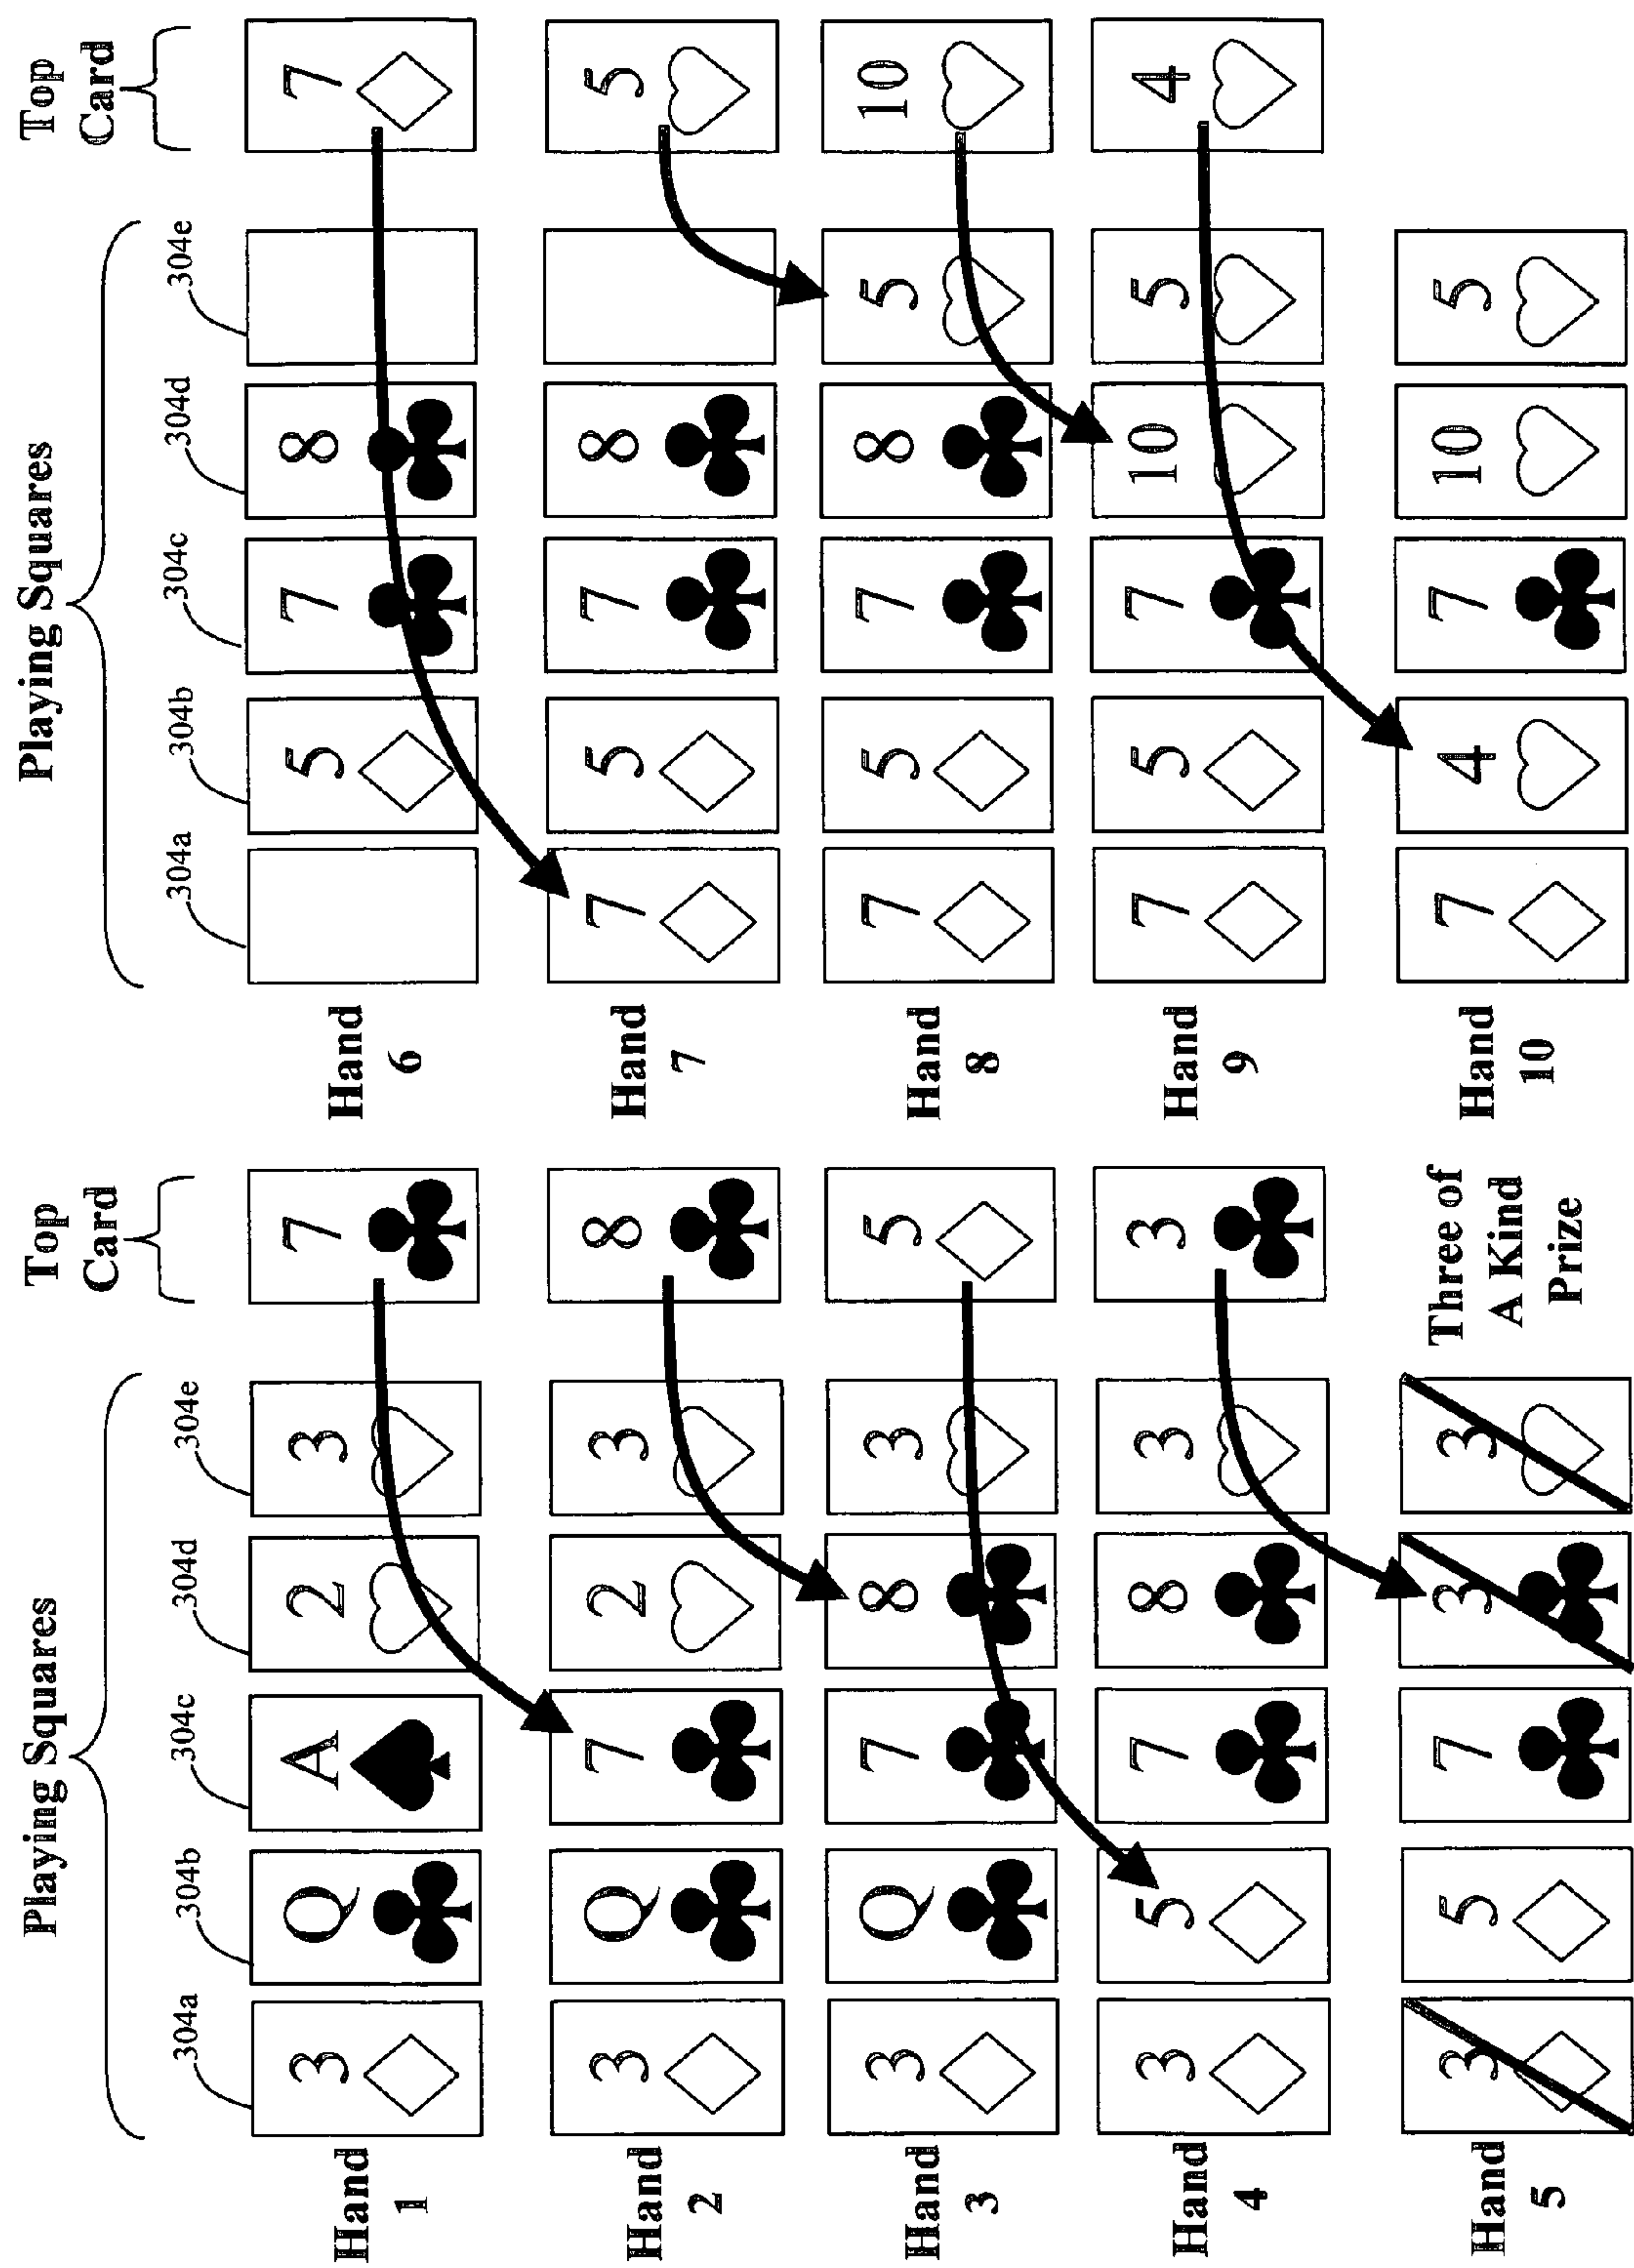 Playing Squares
Top
Card
304a 304b 304c 304d 304e
Hand
1
3 Q A 2 3 7
Hand
2
3 Q 7 2 3 8
Hand
3
3 Q 7 8 3 5
Hand
4
3 5 7 8 3 3
Hand
5
3 5 7 3 3
Three of
A Kind
Prize
Playing Squares
Top
Card
304a 304b 304c 304d 304e
Hand
6
5 7 8 7
Hand
7
7 5 7 8 5
Hand
8
7 5 7 8 5 10
Hand
9
7 5 7 10 5 4
Hand
10
7 4 7 10 5